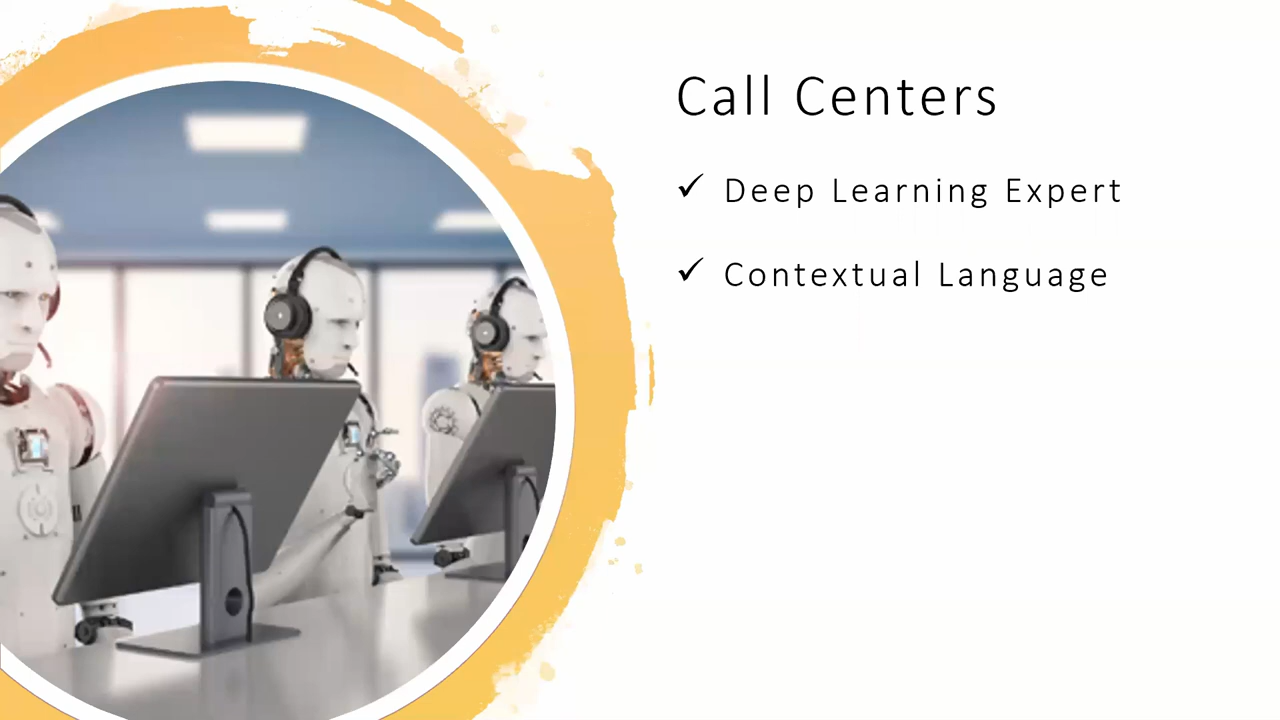 Call Centers
✓ Deep Learning Expert
✓ Contextual Language